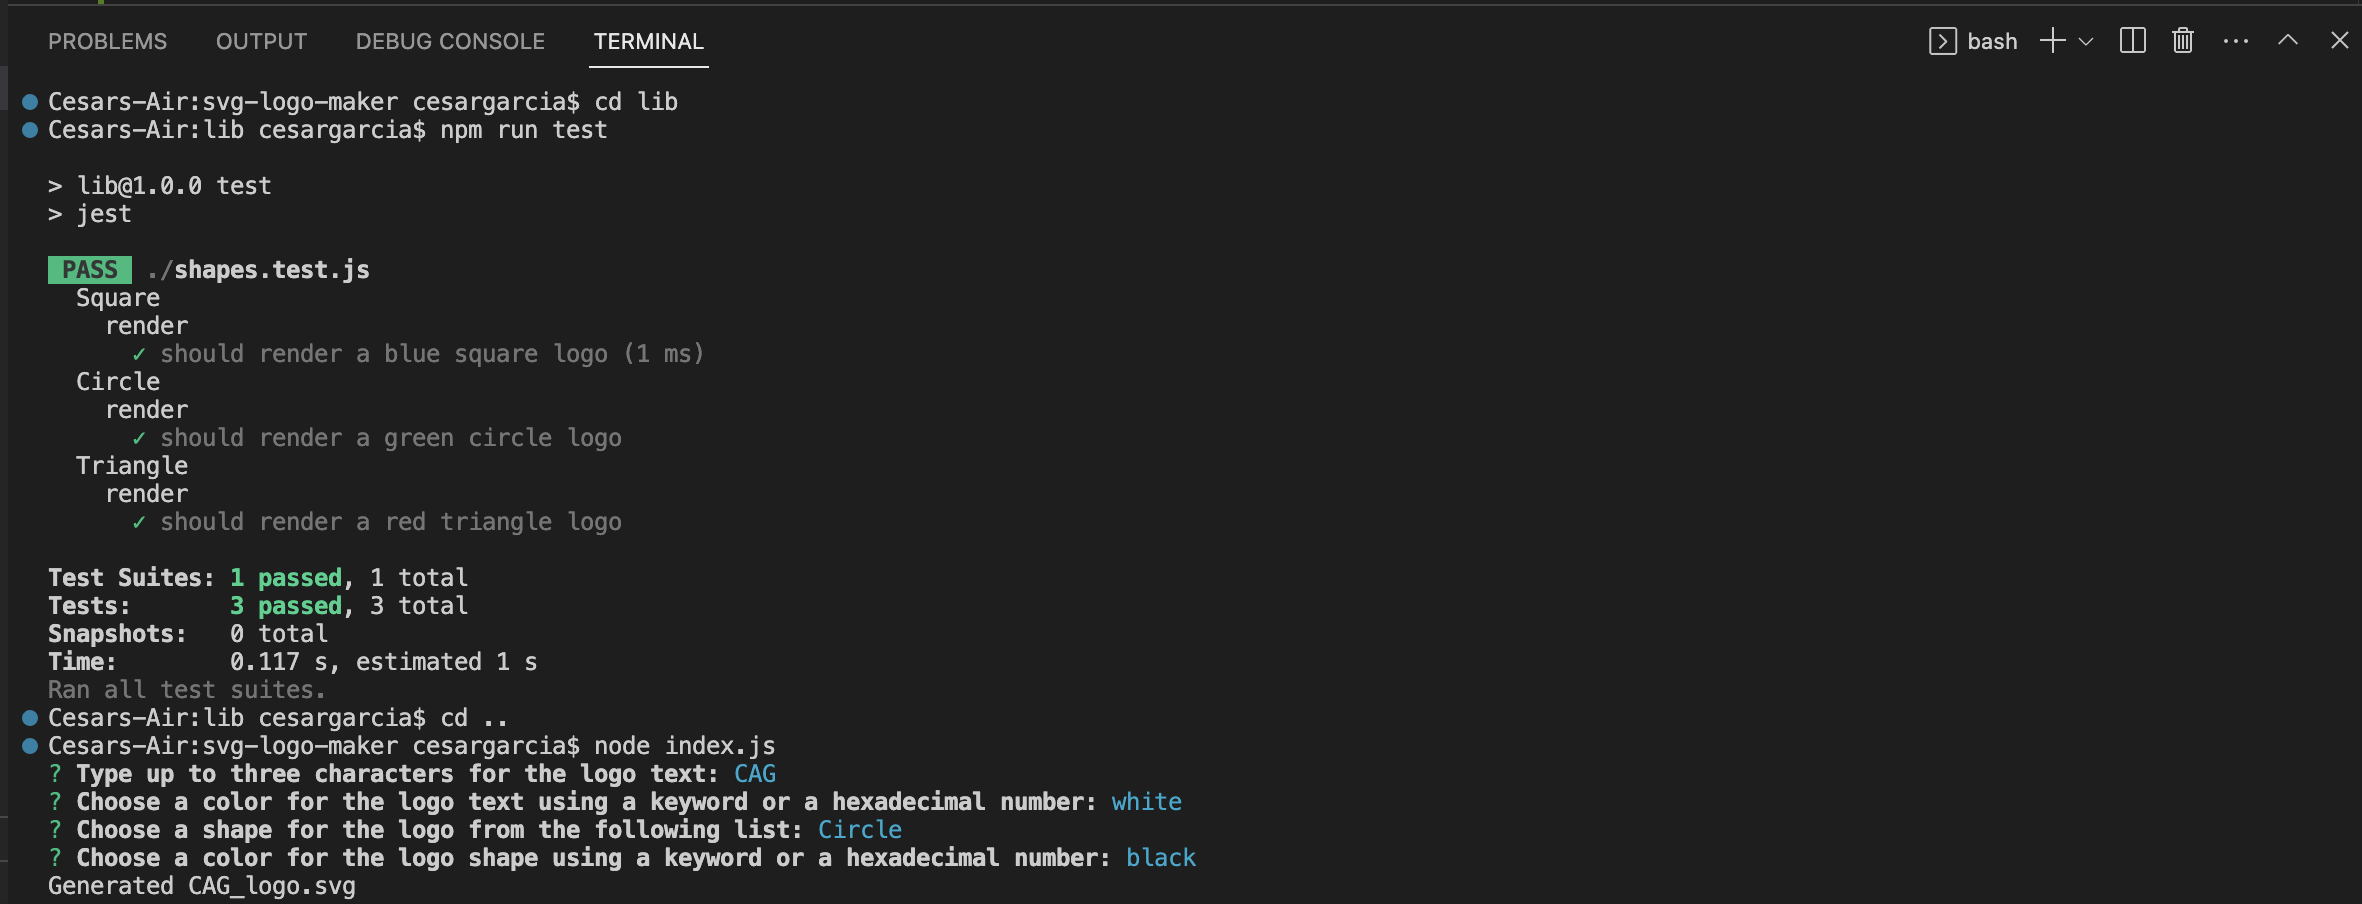 PROBLEMS OUTPUT DEBUG CONSOLE TERMINAL bash
Cesars-Air:svg-logo-maker cesargarcia$ cd lib
Cesars-Air:lib cesargarcia$ npm run test
> lib@1.0.0 test
> jest
PASS ./shapes.test.js
Square
render
✓ should render a blue square logo (1 ms)
Circle
render
✓ should render a green circle logo
Triangle
render
✓ should render a red triangle logo
Test Suites: 1 passed, 1 total
Tests: 3 passed, 3 total
Snapshots: 0 total
Time: 0.117 s, estimated 1 s
Ran all test suites.
Cesars-Air:lib cesargarcia$ cd ..
Cesars-Air:svg-logo-maker cesargarcia$ node index.js
? Type up to three characters for the logo text: CAG
? Choose a color for the logo text using a keyword or a hexadecimal number: white
? Choose a shape for the logo from the following list: Circle
? Choose a color for the logo shape using a keyword or a hexadecimal number: black
Generated CAG_logo.svg